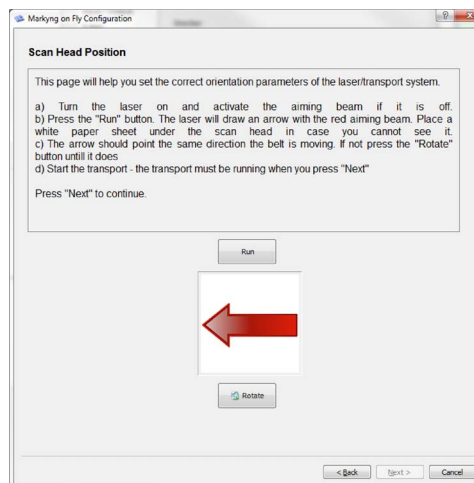 Markyng on Fly Configuration
Scan Head Position
This page will help you set the correct orientation parameters of the laser/transport system.
a) Turn the laser on and activate the aiming beam if it is off.
b) Press the "Run" button. The laser will draw an arrow with the red aiming beam. Place a
white paper sheet under the scan head in case you cannot see it.
c) The arrow should point the same direction the belt is moving. If not press the "Rotate"
button untill it does
d) Start the transport - the transport must be running when you press "Next"
Press "Next" to continue.
Run
Rotate
< Back
Next >
Cancel